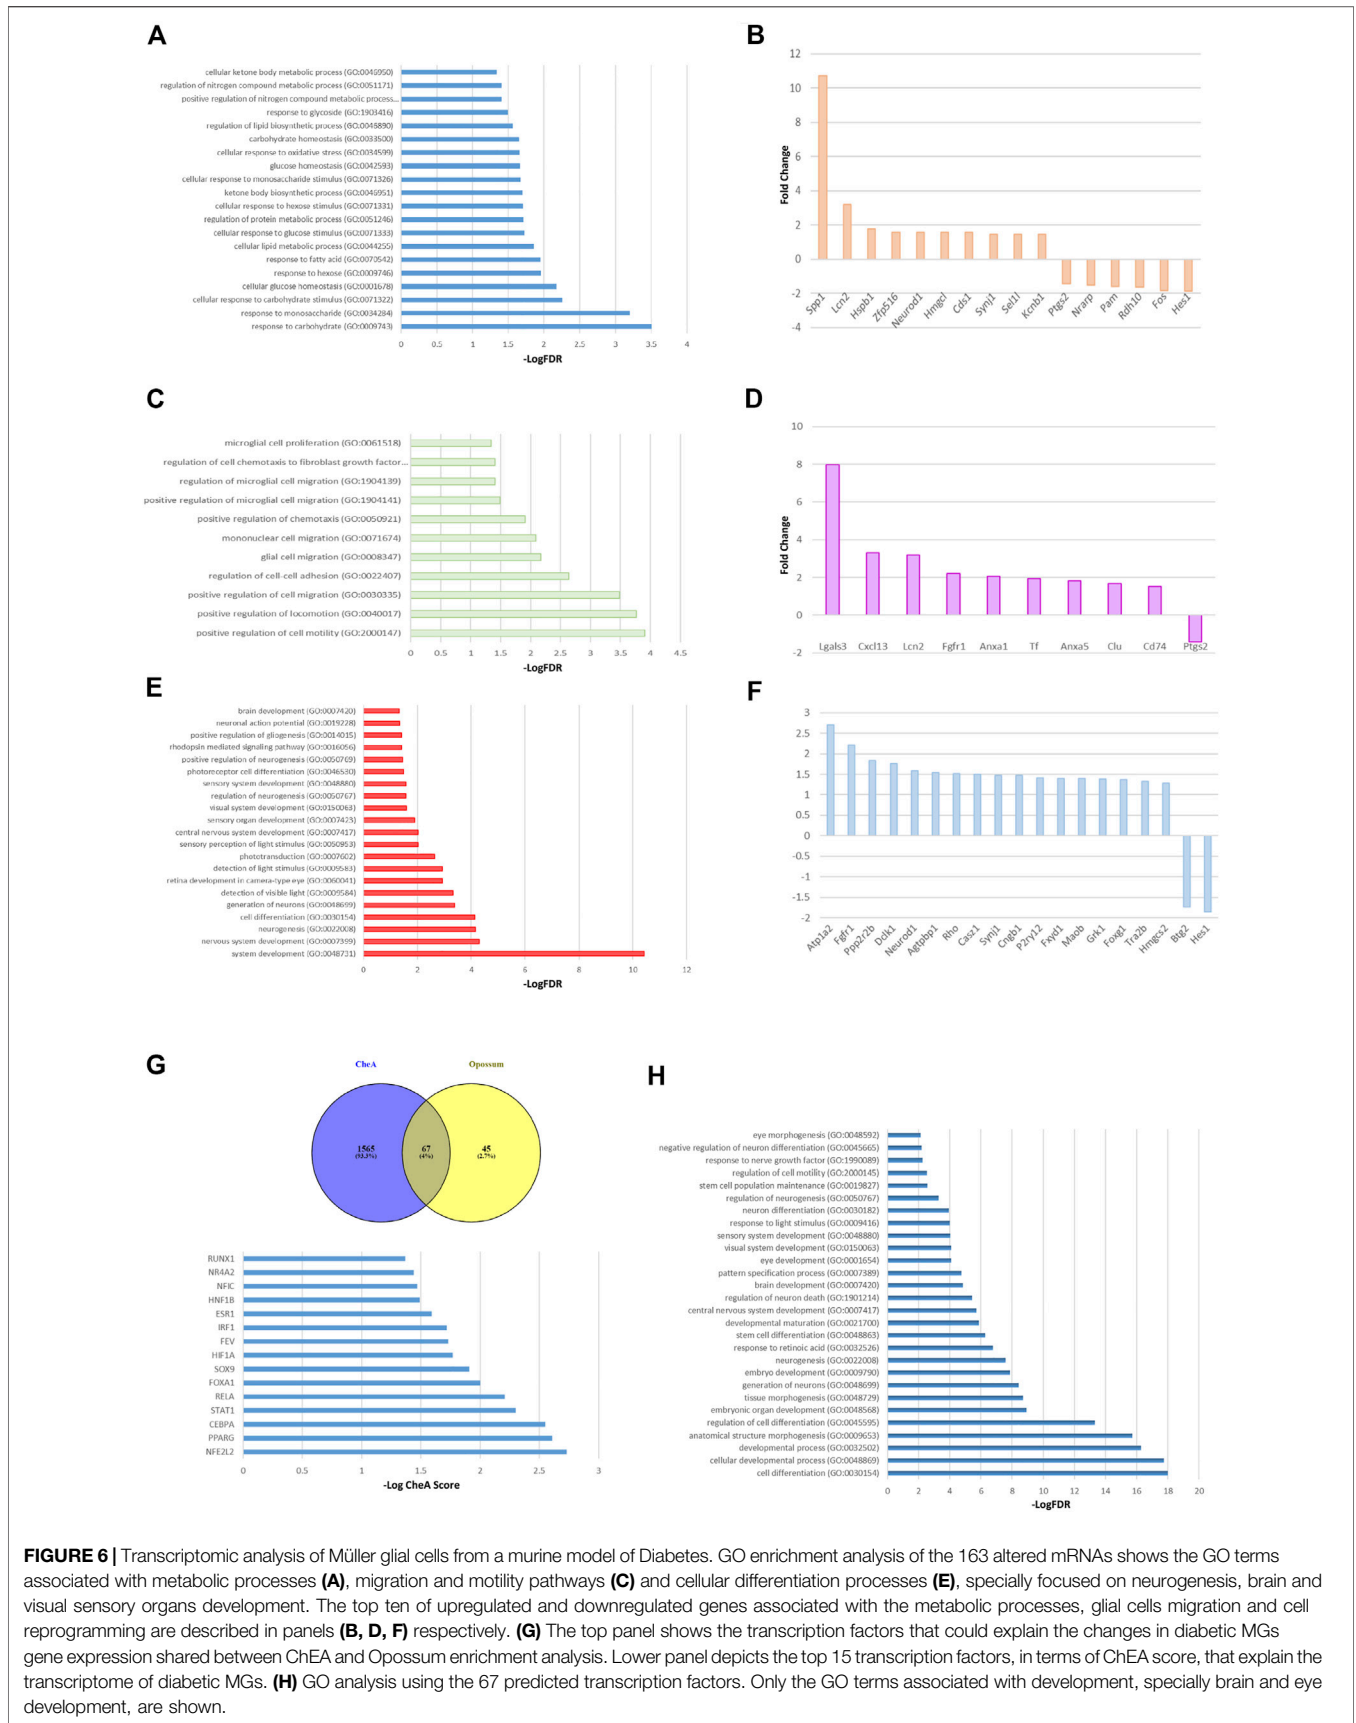 A
cellular ketone body metabolic process (GO:0046950)
regulation of nitrogen compound metabolic process (GO:0051171)
positive regulation of nitrogen compound metabolic process...
response to glycoside (GO:1903416)
regulation of lipid biosynthetic process (GO:0046890)
carbohydrate homeostasis (GO:0033500)
cellular response to oxidative stress (GO:0034599)
glucose homeostasis (GO:0042593)
cellular response to monosaccharide stimulus (GO:0071326)
ketone body biosynthetic process (GO:0046951)
cellular response to hexose stimulus (GO:0071331)
regulation of protein metabolic process (GO:0051246)
cellular response to glucose stimulus (GO:0071333)
cellular lipid metabolic process (GO:0044255)
response to fatty acid (GO:0070542)
response to hexose (GO:0009746)
cellular glucose homeostasis (GO:0001678)
cellular response to carbohydrate stimulus (GO:0071322)
response to monosaccharide (GO:0034284)
response to carbohydrate (GO:0009743)
0 0.5 1 1.5 2 2.5 3 3.5 4
-LogFDR
B
12
10
8
6
4
2
0
-2
-4
Fold Change
Spp1 Lcn2 Hspb1 Zfp516 Neurod1 Hmgcl Cds1 Synj1 Sel1l Kcnb1 Ptgs2 Nrarp Pam Rdh10 Fos Hes1
C
microglial cell proliferation (GO:0061518)
regulation of cell chemotaxis to fibroblast growth factor...
regulation of microglial cell migration (GO:1904139)
positive regulation of microglial cell migration (GO:1904141)
positive regulation of chemotaxis (GO:0050921)
mononuclear cell migration (GO:0071674)
glial cell migration (GO:0008347)
regulation of cell-cell adhesion (GO:0022407)
positive regulation of cell migration (GO:0030335)
positive regulation of locomotion (GO:0040017)
positive regulation of cell motility (GO:2000147)
0 0.5 1 1.5 2 2.5 3 3.5 4 4.5
-LogFDR
D
10
8
6
4
2
0
-2
Fold Change
Lgals3 Cxcl13 Lcn2 Fgfr1 Anxa1 Tf Anxa5 Clu Cd74 Ptgs2
E
brain development (GO:0007420)
neuronal action potential (GO:0019228)
positive regulation of gliogenesis (GO:0014015)
rhodopsin mediated signaling pathway (GO:0016056)
positive regulation of neurogenesis (GO:0050769)
photoreceptor cell differentiation (GO:0046530)
sensory system development (GO:0048880)
regulation of neurogenesis (GO:0050767)
visual system development (GO:0150063)
sensory organ development (GO:0007423)
central nervous system development (GO:0007417)
sensory perception of light stimulus (GO:0050953)
phototransduction (GO:0007602)
detection of light stimulus (GO:0009583)
retina development in camera-type eye (GO:0060041)
detection of visible light (GO:0009584)
generation of neurons (GO:0048699)
cell differentiation (GO:0030154)
neurogenesis (GO:0022008)
nervous system development (GO:0007399)
system development (GO:0048731)
0 2 4 6 8 10 12
-LogFDR
F
3
2.5
2
1.5
1
0.5
0
-0.5
-1
-1.5
-2
Atp1a2 Fgfr1 Ppp2r2b Ddk1 Neurod1 Agtpbp1 Rho Casz1 Synj1 Cngb1 P2ry12 Fxyd1 Maob Grk1 Foxg1 Tra2b Hmgcs2 Btg2 Hes1
G
CheA Opossum
1565 67 45
(93.3%) (4%) (2.7%)
RUNX1
NR4A2
NFIC
HNF1B
ESR1
IRF1
FEV
HIF1A
SOX9
FOXA1
RELA
STAT1
CEBPA
PPARG
NFE2L2
0 0.5 1 1.5 2 2.5 3
-Log CheA Score
H
eye morphogenesis (GO:0048592)
negative regulation of neuron differentiation (GO:0045665)
response to nerve growth factor (GO:1990089)
regulation of cell motility (GO:2000145)
stem cell population maintenance (GO:0019827)
regulation of neurogenesis (GO:0050767)
neuron differentiation (GO:0030182)
response to light stimulus (GO:0009416)
sensory system development (GO:0048880)
visual system development (GO:0150063)
eye development (GO:0001654)
pattern specification process (GO:0007389)
brain development (GO:0007420)
regulation of neuron death (GO:1901214)
central nervous system development (GO:0007417)
developmental maturation (GO:0021700)
stem cell differentiation (GO:0048863)
response to retinoic acid (GO:0032526)
neurogenesis (GO:0022008)
embryo development (GO:0009790)
generation of neurons (GO:0048699)
tissue morphogenesis (GO:0048729)
embryonic organ development (GO:0048568)
regulation of cell differentiation (GO:0045595)
anatomical structure morphogenesis (GO:0009653)
developmental process (GO:0032502)
cellular developmental process (GO:0048869)
cell differentiation (GO:0030154)
0 2 4 6 8 10 12 14 16 18 20
-LogFDR
FIGURE 6 | Transcriptomic analysis of Müller glial cells from a murine model of Diabetes. GO enrichment analysis of the 163 altered mRNAs shows the GO terms
associated with metabolic processes (A), migration and motility pathways (C) and cellular differentiation processes (E), specially focused on neurogenesis, brain and
visual sensory organs development. The top ten of upregulated and downregulated genes associated with the metabolic processes, glial cells migration and cell
reprogramming are described in panels (B, D, F) respectively. (G) The top panel shows the transcription factors that could explain the changes in diabetic MGs
gene expression shared between ChEA and Opossum enrichment analysis. Lower panel depicts the top 15 transcription factors, in terms of ChEA score, that explain the
transcriptome of diabetic MGs. (H) GO analysis using the 67 predicted transcription factors. Only the GO terms associated with development, specially brain and eye
development, are shown.